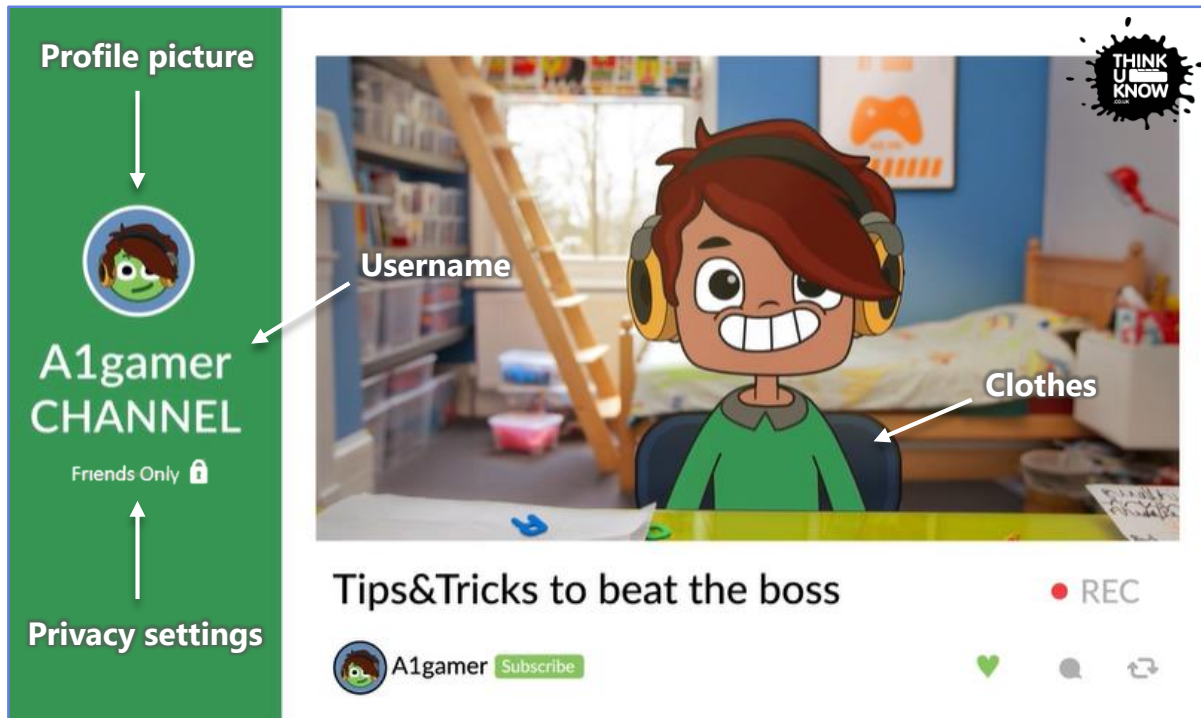 Profile picture
THINK
U
KNOW
.CO.UK
Username
A1gamer
CHANNEL
Clothes
Friends Only
Privacy settings
Tips&Tricks to beat the boss
REC
A1gamer Subscribe